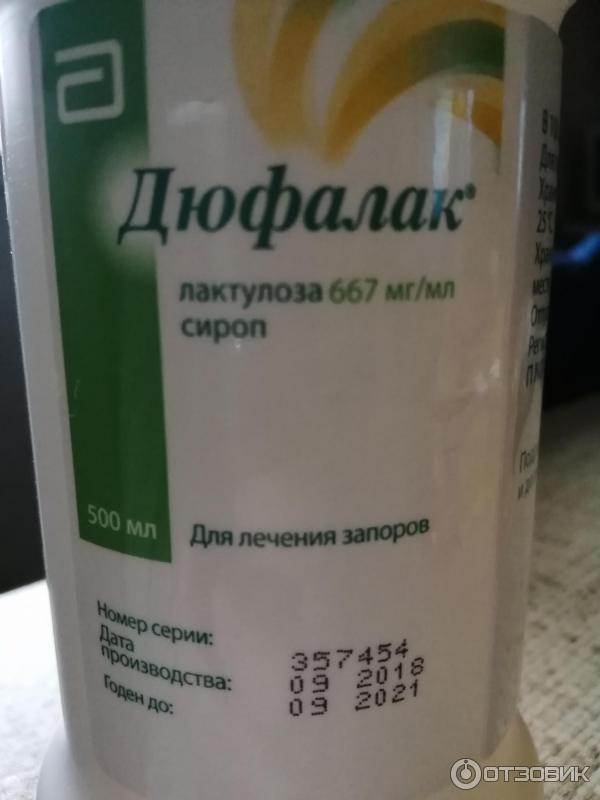 Дюфалак®
лактулоза 667 мг/мл
сироп
500 мл
Для лечения запоров
Номер серии: 357454
Дата
производства: 09 2018
Годен до: 09 2021
25°C
ОТЗОВИК